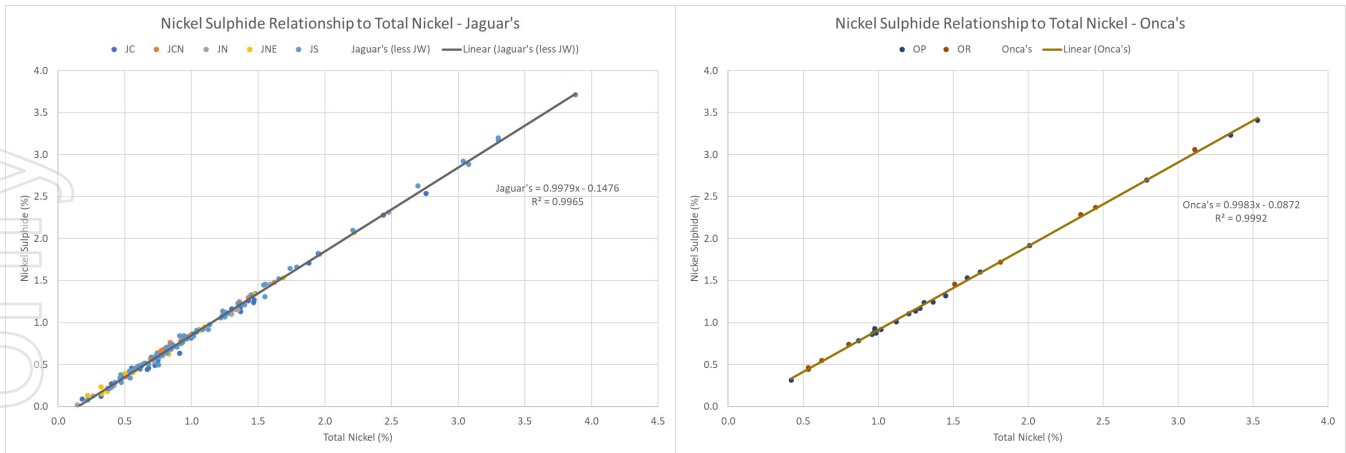 Nickel Sulphide Relationship to Total Nickel - Jaguar's
JC JCN JN JNE JS Jaguar's (less JW) Linear (Jaguar's (less JW))
4.0
3.5
3.0
2.5
2.0
1.5
1.0
0.5
0.0
Nickel Sulphide (%)
Jaguar's = 0.9979x - 0.1476
R² = 0.9965
0.0 0.5 1.0 1.5 2.0 2.5 3.0 3.5 4.0 4.5
Total Nickel (%)
Nickel Sulphide Relationship to Total Nickel - Onca's
OP OR Onca's Linear (Onca's)
4.0
3.5
3.0
2.5
2.0
1.5
1.0
0.5
0.0
Nickel Sulphide (%)
Onca's = 0.9983x - 0.0872
R² = 0.9992
0.0 0.5 1.0 1.5 2.0 2.5 3.0 3.5 4.0
Total Nickel (%)